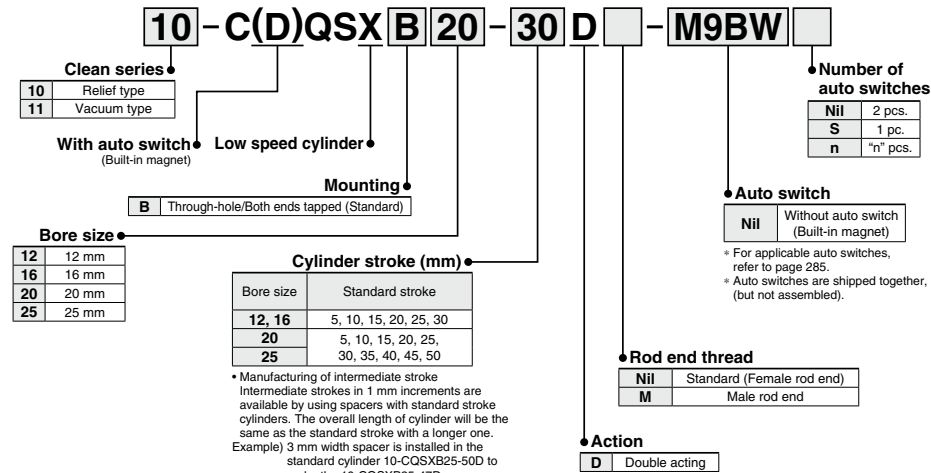 10 – C(D)QSX B 20 – 30 D – M9BW
Clean series
10 Relief type
11 Vacuum type
With auto switch
(Built-in magnet)
Low speed cylinder
Mounting
B Through-hole/Both ends tapped (Standard)
Bore size
12 12 mm
16 16 mm
20 20 mm
25 25 mm
Cylinder stroke (mm)
Bore size Standard stroke
12, 16 5, 10, 15, 20, 25, 30
20 5, 10, 15, 20, 25,
25 30, 35, 40, 45, 50
• Manufacturing of intermediate stroke
Intermediate strokes in 1 mm increments are
available by using spacers with standard stroke
cylinders. The overall length of cylinder will be the
same as the standard stroke with a longer one.
Example) 3 mm width spacer is installed in the
standard cylinder 10-CQSXB25-50D to
Number of
auto switches
Nil 2 pcs.
S 1 pc.
n “n” pcs.
Auto switch
Nil Without auto switch
(Built-in magnet)
∗ For applicable auto switches,
refer to page 285.
∗ Auto switches are shipped together,
(but not assembled).
Rod end thread
Nil Standard (Female rod end)
M Male rod end
Action
D Double acting